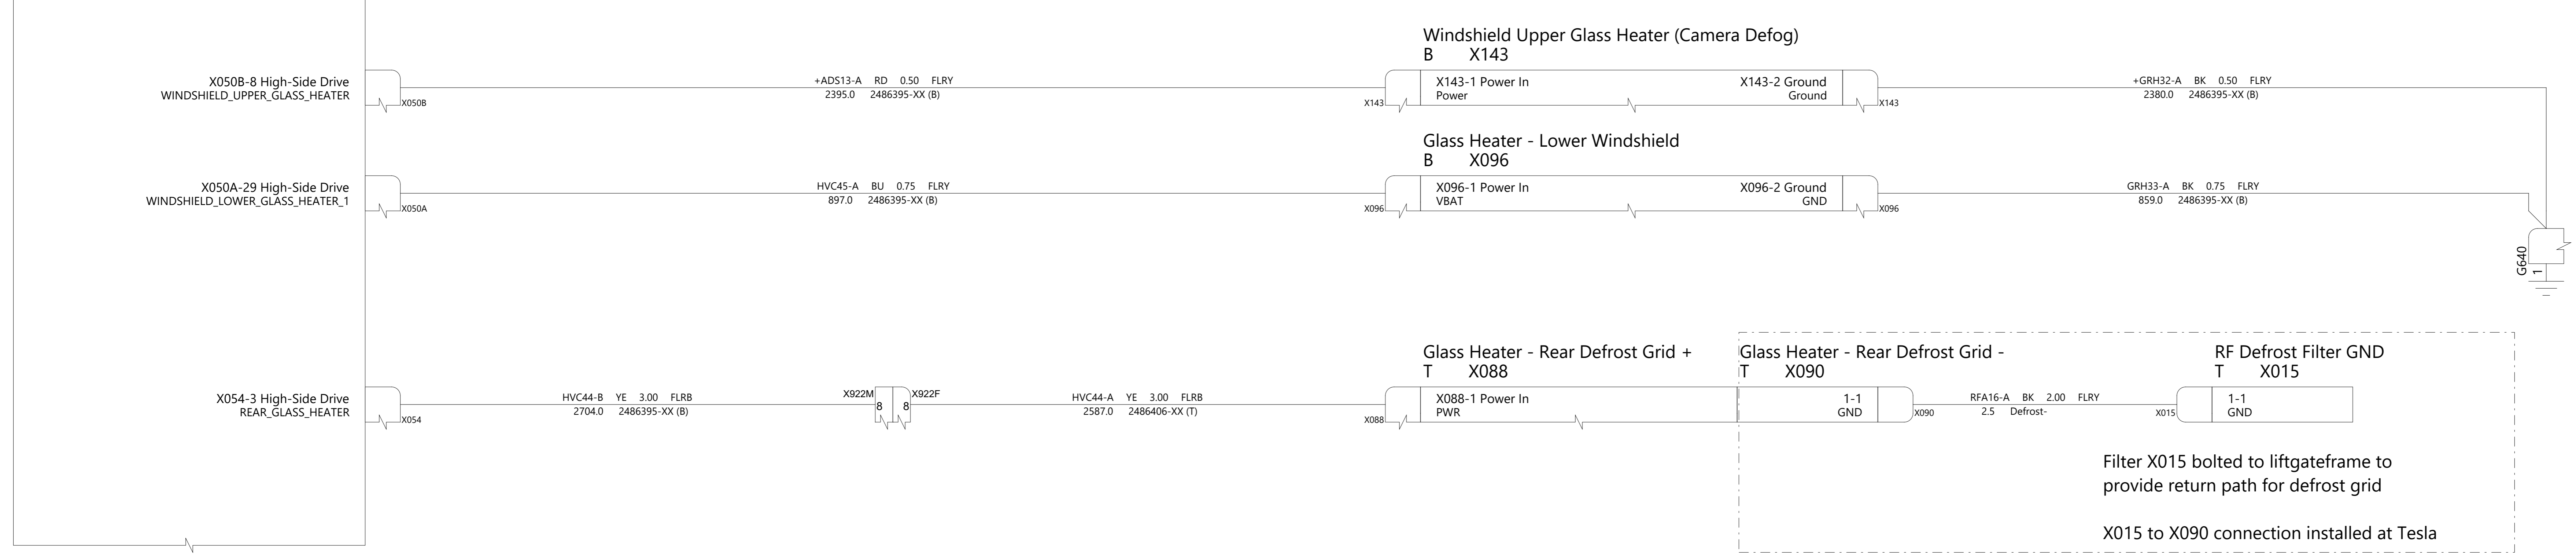 Windshield Upper Glass Heater (Camera Defog)
B X143
X050B-8 High-Side Drive
WINDSHIELD_UPPER_GLASS_HEATER
X050B
+ADS13-A RD 0.50 FLRY
2395.0 2486395-XX (B)
X143
X143-1 Power In
Power
X143-2 Ground
Ground
X143
+GRH32-A BK 0.50 FLRY
2380.0 2486395-XX (B)
Glass Heater - Lower Windshield
B X096
X050A-29 High-Side Drive
WINDSHIELD_LOWER_GLASS_HEATER_1
X050A
HVC45-A BU 0.75 FLRY
897.0 2486395-XX (B)
X096
X096-1 Power In
VBAT
X096-2 Ground
GND
X096
GRH33-A BK 0.75 FLRY
859.0 2486395-XX (B)
G640
1
Glass Heater - Rear Defrost Grid +
T X088
Glass Heater - Rear Defrost Grid -
T X090
RF Defrost Filter GND
T X015
X054-3 High-Side Drive
REAR_GLASS_HEATER
X054
HVC44-B YE 3.00 FLRB
2704.0 2486395-XX (B)
X922M
8
8
X922F
HVC44-A YE 3.00 FLRB
2587.0 2486406-XX (T)
X088
X088-1 Power In
PWR
1-1
GND
X090
RFA16-A BK 2.00 FLRY
2.5 Defrost-
X015
1-1
GND
Filter X015 bolted to liftgateframe to
provide return path for defrost grid
X015 to X090 connection installed at Tesla